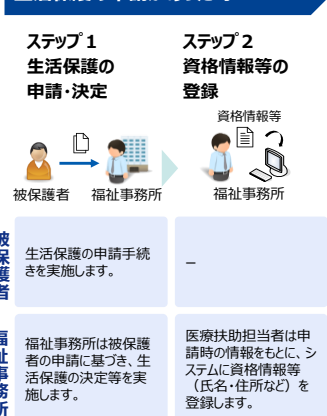 ステップ1
生活保護の
申請・決定
ステップ2
資格情報等の
登録
資格情報等
被保護者
福祉事務所
福祉事務所
被保護者
生活保護の申請手続
きを実施します。
–
福祉事務所
福祉事務所は被保護
者の申請に基づき、生
活保護の決定等を実
施します。
医療扶助担当者は申
請時の情報をもとに、シ
ステムに資格情報等
（氏名・住所など）を
登録します。